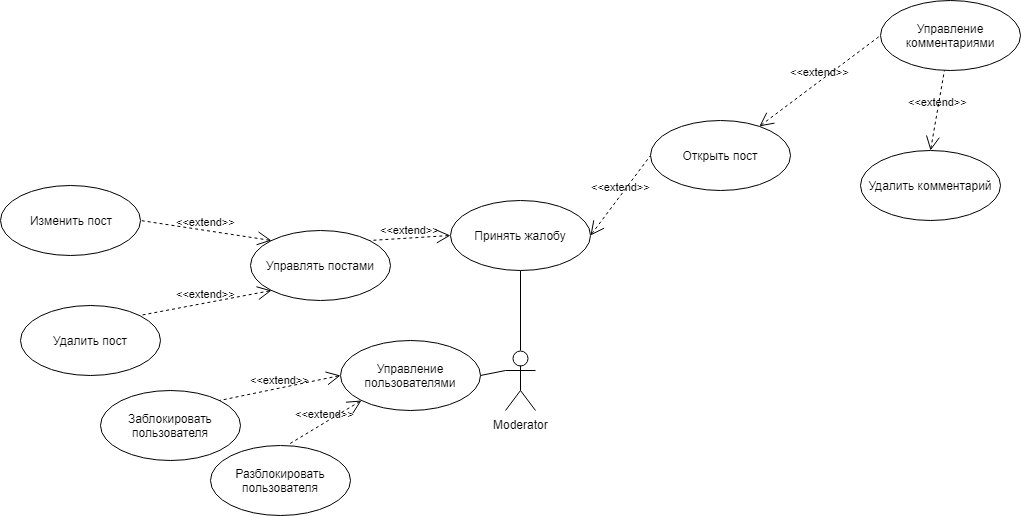 Управление
комментариями
<<extend>>
<<extend>>
Открыть пост
Удалить комментарий
<<extend>>
Изменить пост
<<extend>>
<<extend>>
Принять жалобу
Управлять постами
<<extend>>
Удалить пост
Управление
пользователями
<<extend>>
Заблокировать
пользователя
<<extend>>
Moderator
Разблокировать
пользователя